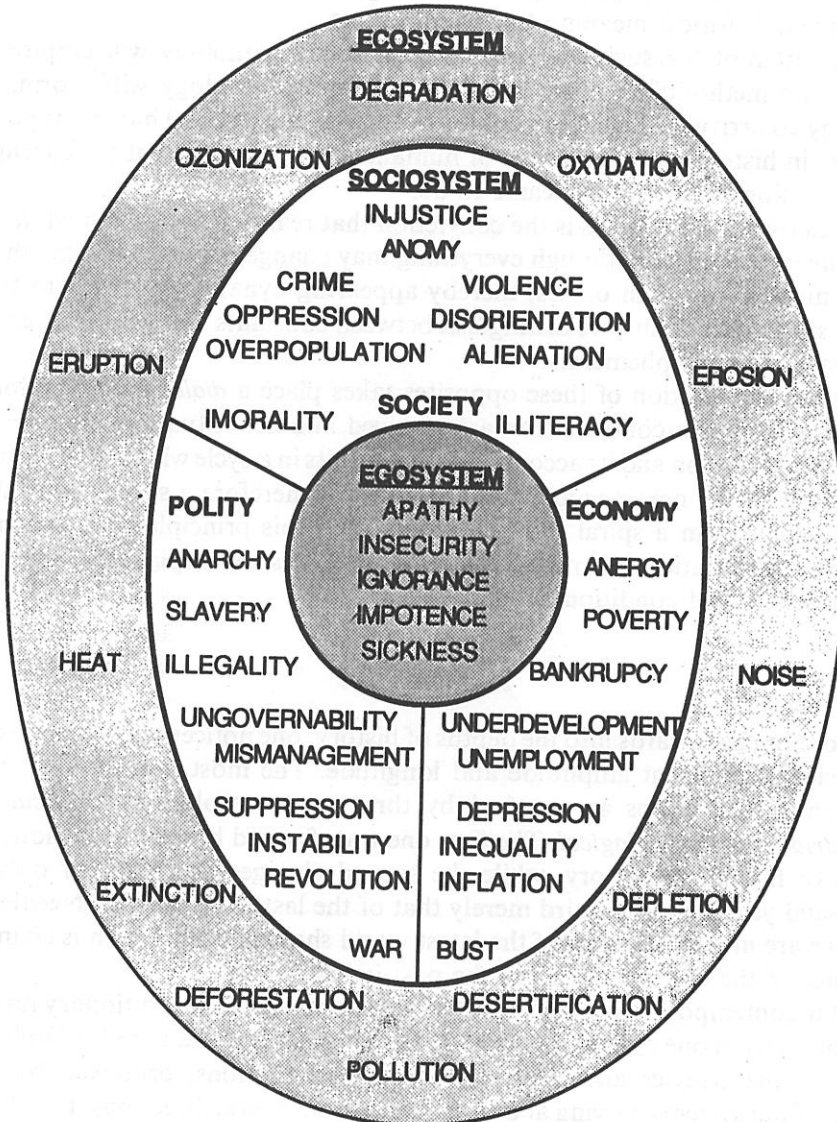 ECOSYSTEM
DEGRADATION
OZONIZATION
OXYDATION
SOCIOSYSTEM
INJUSTICE
ANOMY
CRIME VIOLENCE
OPPRESSION DISORIENTATION
OVERPOPULATION ALIENATION
ERUPTION
EROSION
SOCIETY
IMORALITY ILLITERACY
EGOSYSTEM
APATHY
INSECURITY
IGNORANCE
IMPOTENCE
SICKNESS
POLITY
ANARCHY
SLAVERY
ILLEGALITY
UNGOVERNABILITY
MISMANAGEMENT
SUPPRESSION
INSTABILITY
REVOLUTION
WAR
ECONOMY
ANERGY
POVERTY
BANKRUPCY
UNDERDEVELOPMENT
UNEMPLOYMENT
DEPRESSION
INEQUALITY
INFLATION
BUST
HEAT
NOISE
EXTINCTION
DEPLETION
DEFORESTATION
DESERTIFICATION
POLLUTION